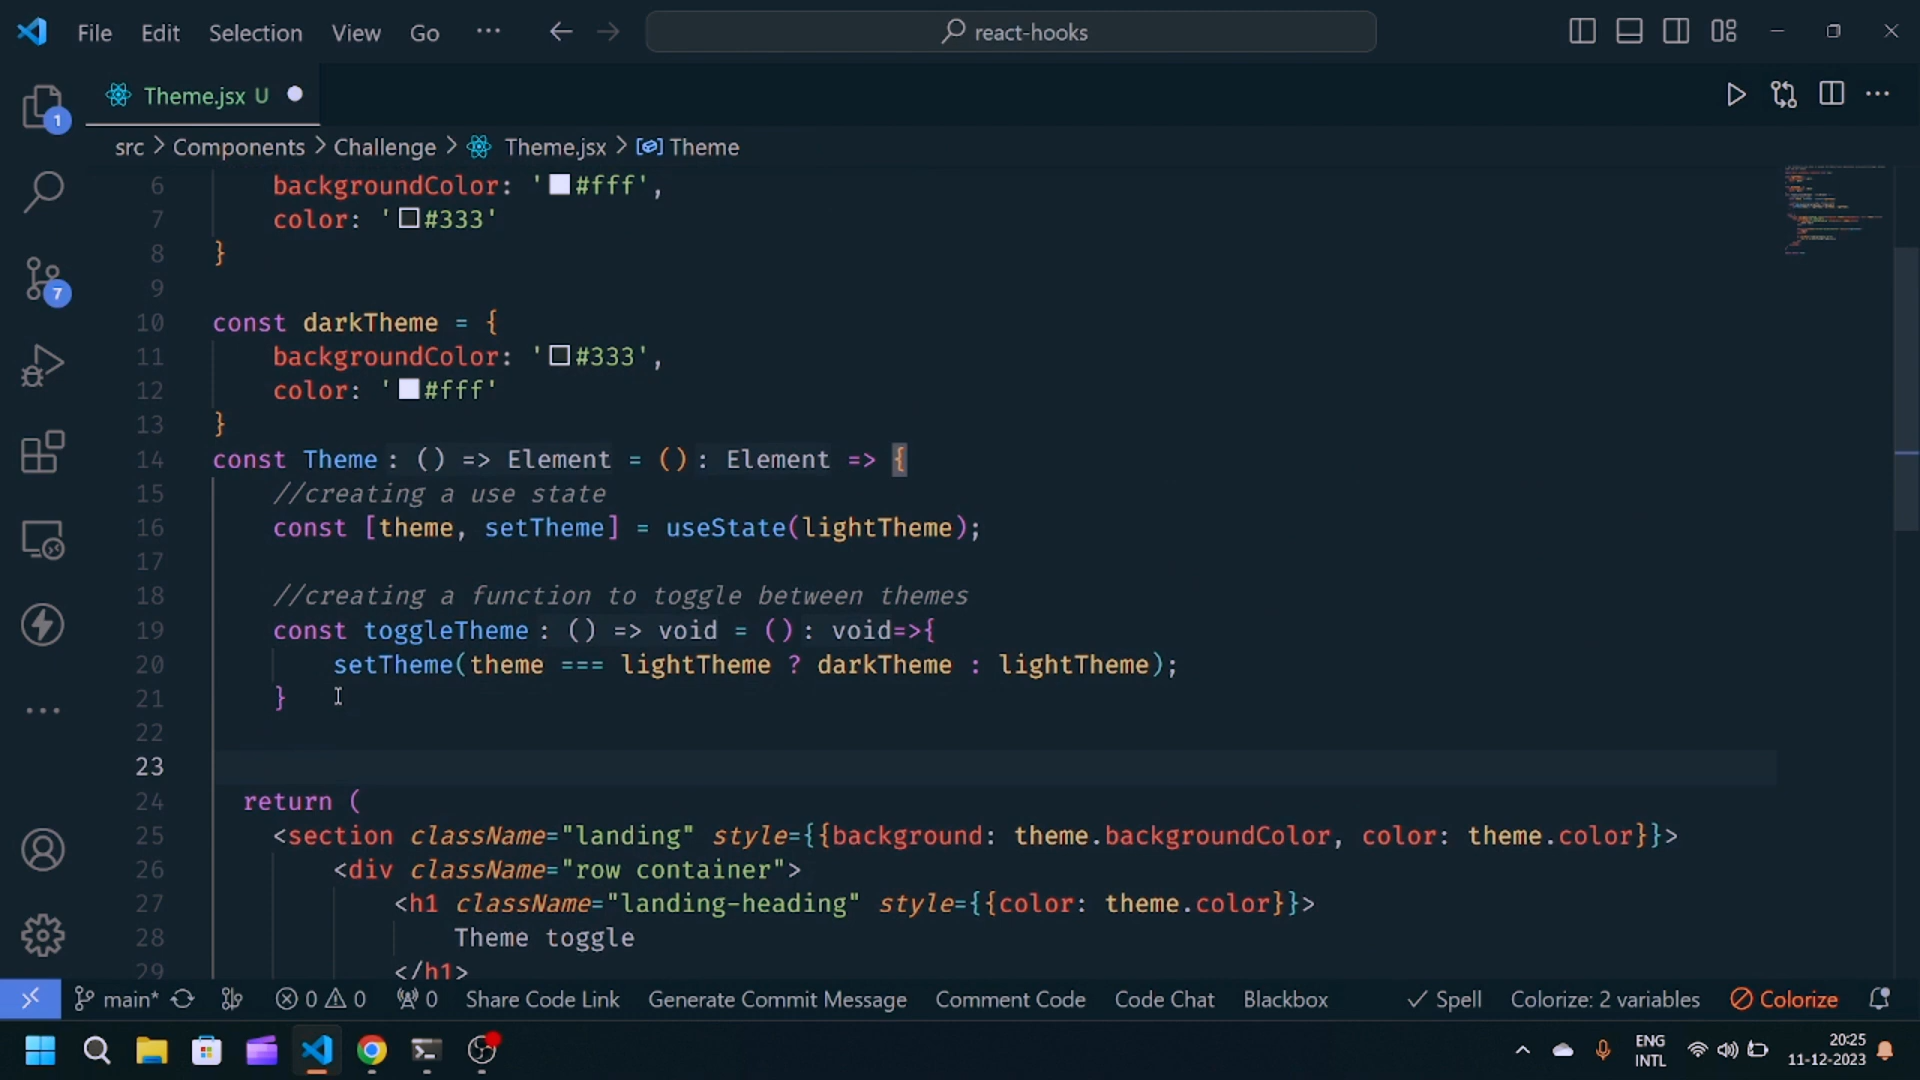 File Edit Selection View Go ··· react-hooks
Theme.jsx U
1
src > Components > Challenge > Theme.jsx > Theme
6 backgroundColor: '#fff',
7 color: '#333'
8 }
9
10 const darkTheme = {
11 backgroundColor: '#333',
12 color: '#fff'
13 }
14 const Theme: () => Element = (): Element => {
15 //creating a use state
16 const [theme, setTheme] = useState(lightTheme);
17
18 //creating a function to toggle between themes
19 const toggleTheme: () => void = (): void=>{
20 setTheme(theme === lightTheme ? darkTheme : lightTheme);
21 }
22
23
24 return (
25 <section className="landing" style={{background: theme.backgroundColor, color: theme.color}}>
26 <div className="row container">
27 <h1 className="landing-heading" style={{color: theme.color}}>
28 Theme toggle
29 </h1>
7
main* 0 0 0 Share Code Link Generate Commit Message Comment Code Code Chat Blackbox Spell Colorize: 2 variables Colorize
ENG
INTL
20:25
11-12-2023